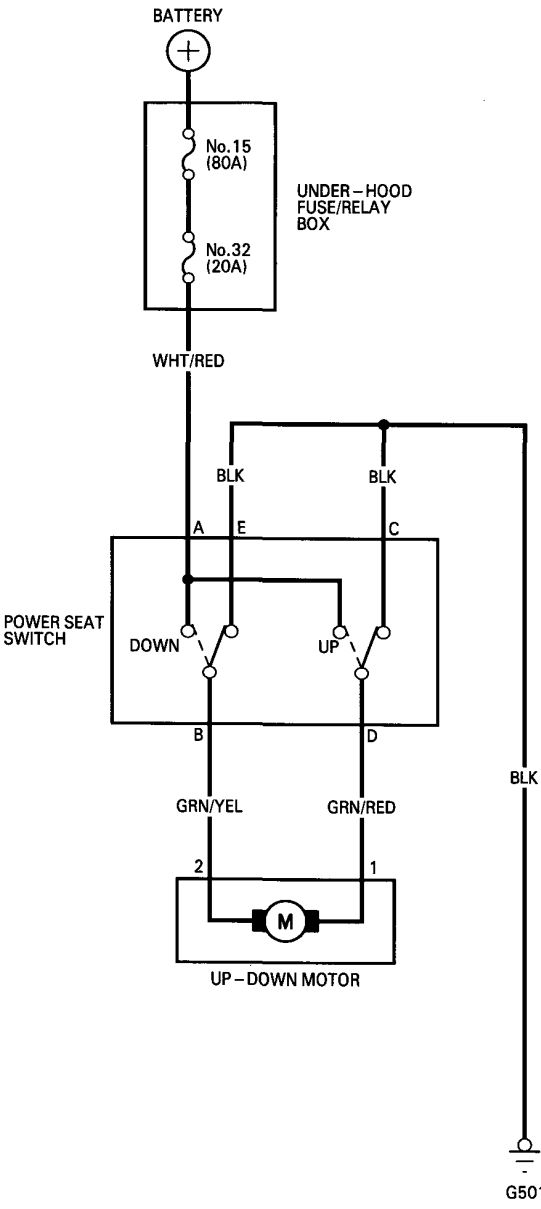 BATTERY
+
No.15
(80A)
UNDER-HOOD
FUSE/RELAY
BOX
No.32
(20A)
WHT/RED
BLK
BLK
A
E
C
POWER SEAT
SWITCH
DOWN
UP
B
D
BLK
GRN/YEL
GRN/RED
2
1
M
UP-DOWN MOTOR